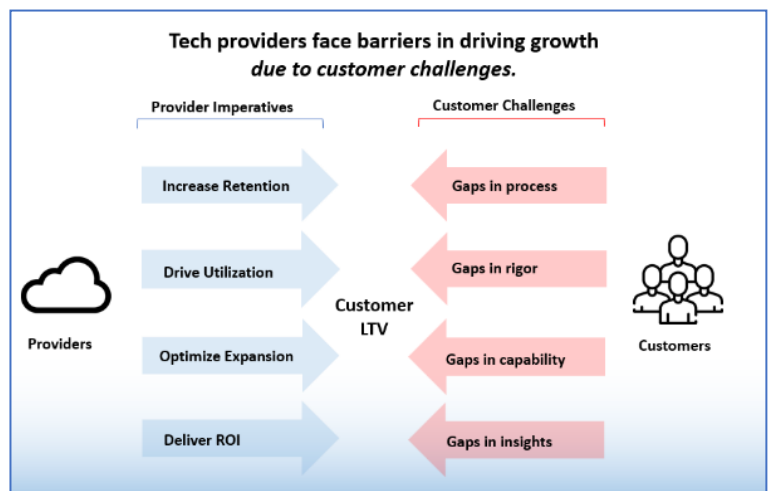 Tech providers face barriers in driving growth
due to customer challenges.
Provider Imperatives
Customer Challenges
Increase Retention
Gaps in process
Drive Utilization
Gaps in rigor
Customer
LTV
Providers
Customers
Optimize Expansion
Gaps in capability
Deliver ROI
Gaps in insights